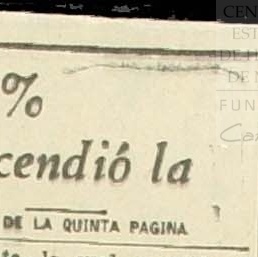 CEN
EST
DE
DE
FUN
%
cendió la
DE LA QUINTA PAGINA